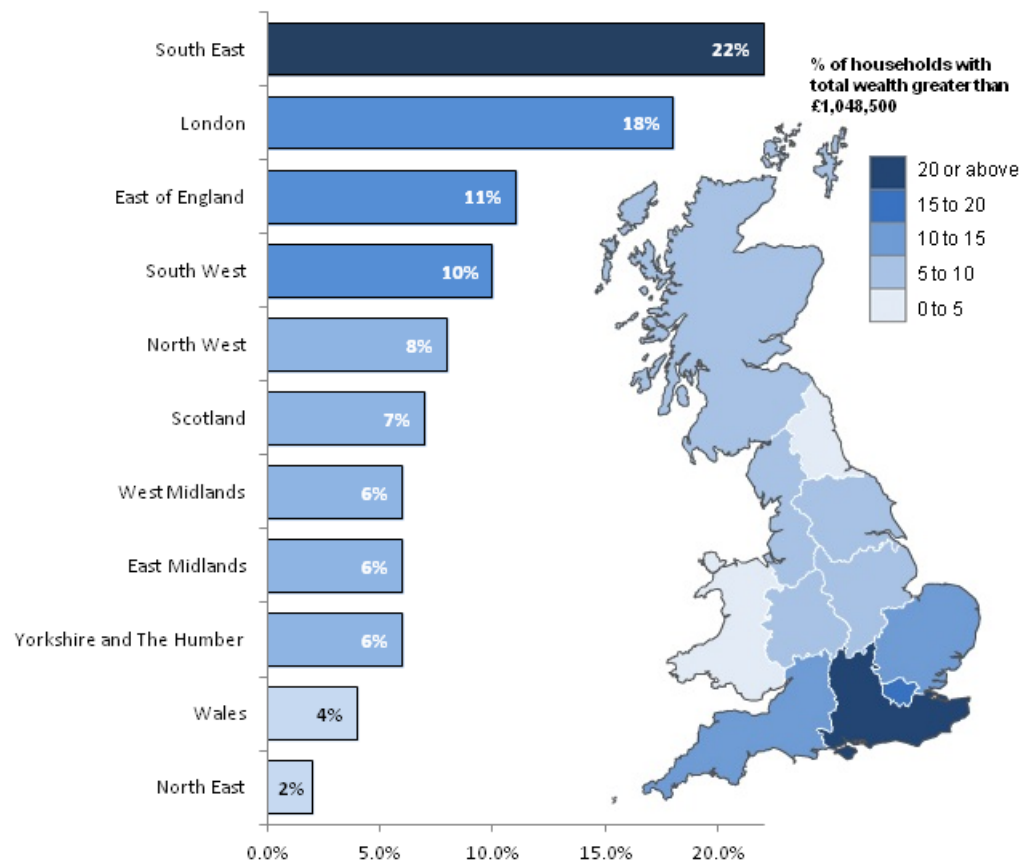 South East
22%
London
18%
East of England
11%
South West
10%
North West
8%
Scotland
7%
West Midlands
6%
East Midlands
6%
Yorkshire and The Humber
6%
Wales
4%
North East
2%
0.0%
5.0%
10.0%
15.0%
20.0%
% of households with
total wealth greater than
£1,048,500
20 or above
15 to 20
10 to 15
5 to 10
0 to 5